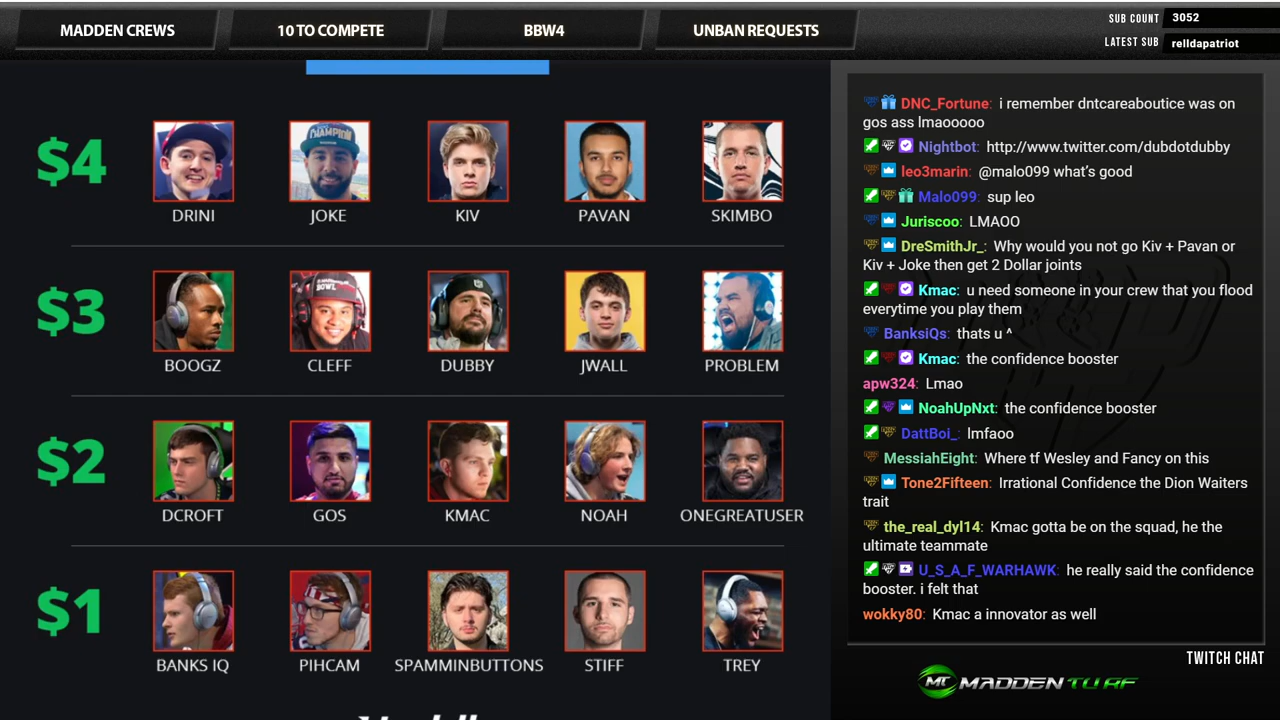 MADDEN CREWS
10 TO COMPETE
BBW4
UNBAN REQUESTS
SUB COUNT 3052
LATEST SUB relldapatriot
$4
DRINI
JOKE
KIV
PAVAN
SKIMBO
$3
BOOGZ
CLEFF
DUBBY
JWALL
PROBLEM
$2
DCROFT
GOS
KMAC
NOAH
ONEGREATUSER
$1
BANKS IQ
PIHCAM
SPAMMINBUTTONS
STIFF
TREY
DNC_Fortune: i remember dntcareaboutice was on
gos ass lmaooooo
Nightbot: http://www.twitter.com/dubdotdubby
leo3marin: @malo099 what's good
Malo099: sup leo
Juriscoo: LMAOO
DreSmithJr_: Why would you not go Kiv + Pavan or
Kiv + Joke then get 2 Dollar joints
Kmac: u need someone in your crew that you flood
everytime you play them
BanksiQs: thats u ^
Kmac: the confidence booster
apw324: Lmao
NoahUpNxt: the confidence booster
DattBoi_: lmfaoo
MessiahEight: Where tf Wesley and Fancy on this
Tone2Fifteen: Irrational Confidence the Dion Waiters
trait
the_real_dyl14: Kmac gotta be on the squad, he the
ultimate teammate
U_S_A_F_WARHAWK: he really said the confidence
booster. i felt that
wokky80: Kmac a innovator as well
TWITCH CHAT
MT MADDEN TURF